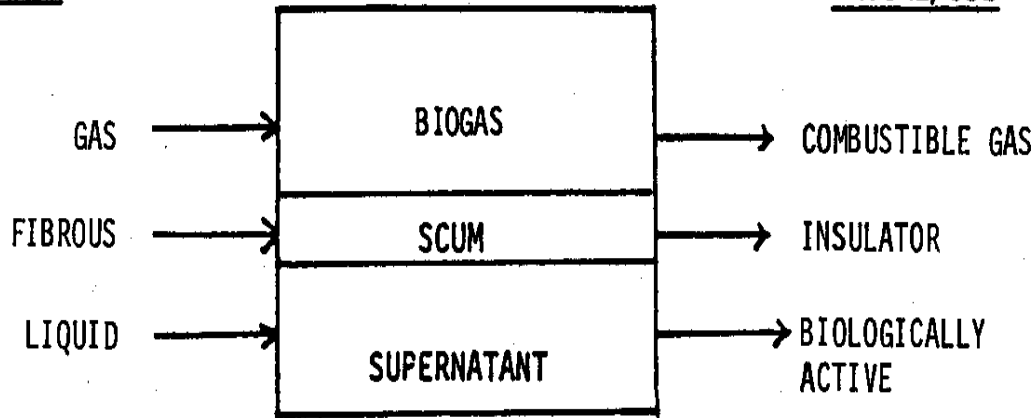 GAS BIOGAS COMBUSTIBLE GAS
FIBROUS SCUM INSULATOR
LIQUID SUPERNATANT BIOLOGICALLY
ACTIVE